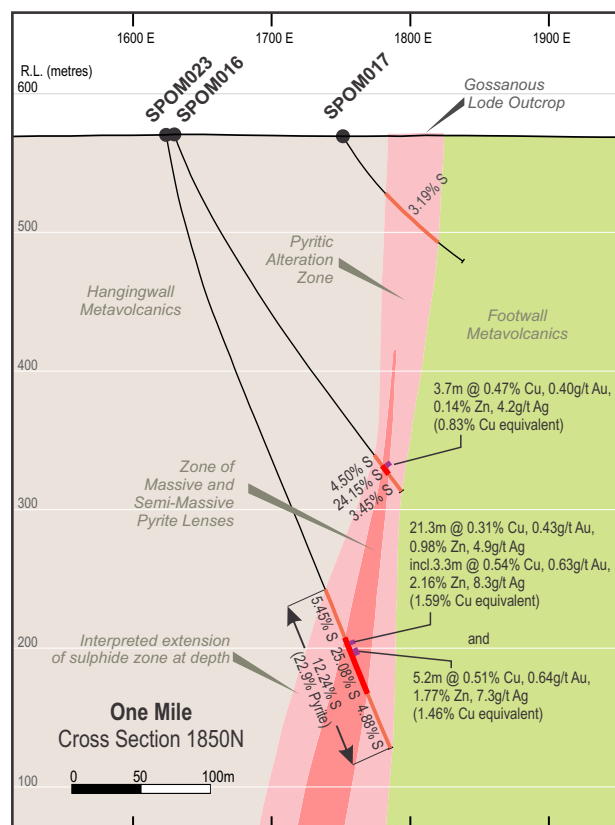 1600 E
1700 E
1800 E
1900 E
R.L. (metres)
SPOM023
SPOM016
SPOM017
Gossanous
Lode Outcrop
600
3.19% S
500
Pyritic
Alteration
Zone
Hangingwall
Metavolcanics
Footwall
Metavolcanics
400
3.7m @ 0.47% Cu, 0.40g/t Au,
0.14% Zn, 4.2g/t Ag
(0.83% Cu equivalent)
4.50% S
24.15% S
3.45% S
Zone of
Massive and
Semi-Massive
Pyrite Lenses
300
21.3m @ 0.31% Cu, 0.43g/t Au,
0.98% Zn, 4.9g/t Ag
incl.3.3m @ 0.54% Cu, 0.63g/t Au,
2.16% Zn, 8.3g/t Ag
(1.59% Cu equivalent)
and
5.2m @ 0.51% Cu, 0.64g/t Au,
1.77% Zn, 7.3g/t Ag
(1.46% Cu equivalent)
5.45% S
25.08% S
4.88% S
12.24% S
(22.9% Pyrite)
200
Interpreted extension
of sulphide zone at depth
One Mile
Cross Section 1850N
0
50
100m
100